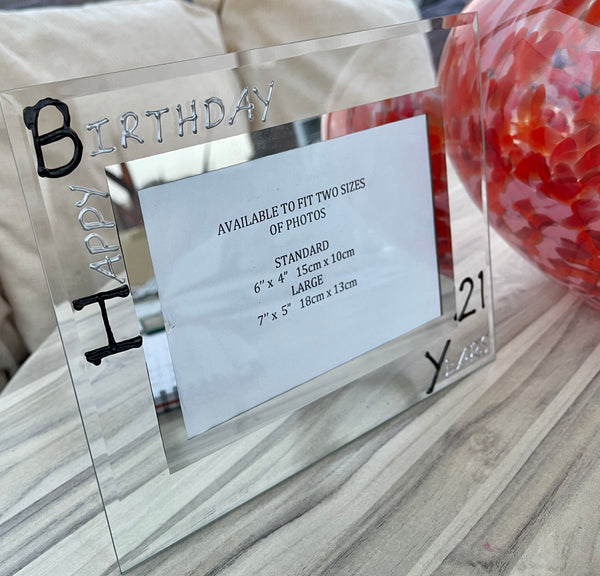 Happy
Birthday
AVAILABLE TO FIT TWO SIZES
OF PHOTOS
STANDARD
6" x 4" 15cm x 10cm
LARGE
7" x 5" 18cm x 13cm
21
Years